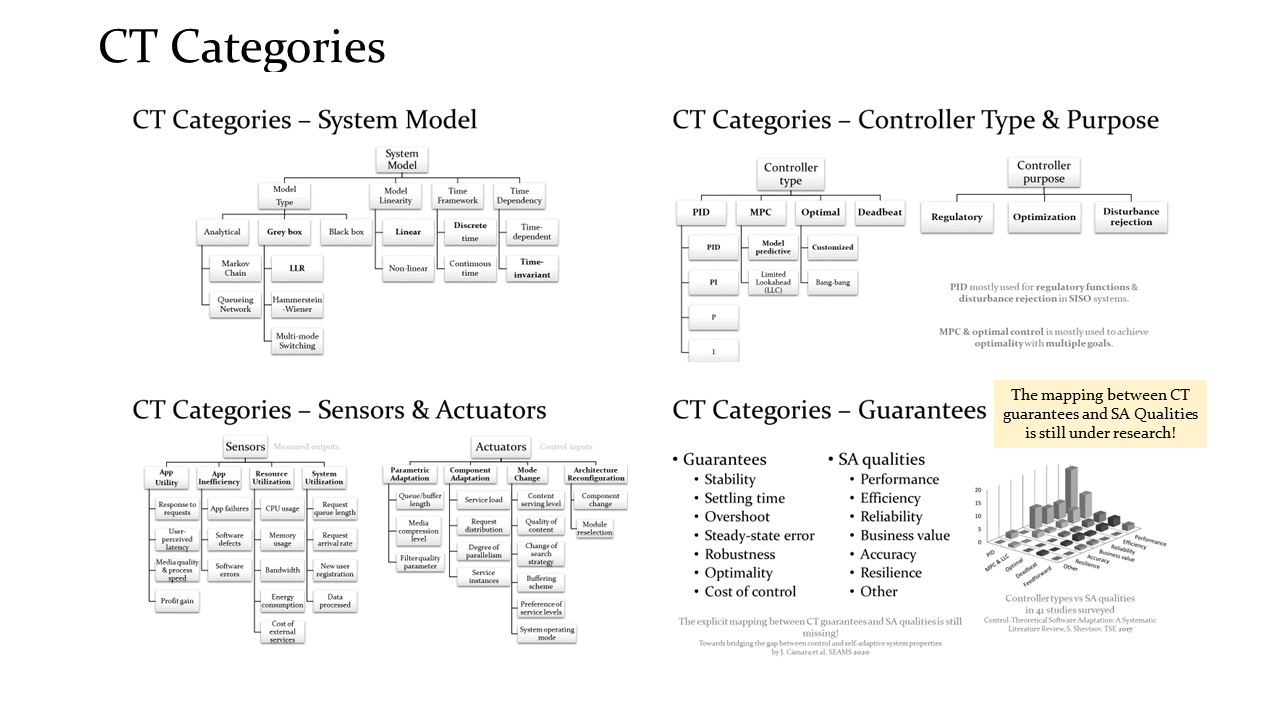 CT Categories
CT Categories – System Model
System
Model
Model
Type
Model
Linearity
Time
Framework
Time
Dependency
Analytical
Grey box
Black box
Linear
Discrete
time
Time-
dependent
Markov
Chain
LLR
Non-linear
Continuous
time
Time-
invariant
Queueing
Network
Hammerstein
-Wiener
Multi-mode
Switching
CT Categories – Controller Type & Purpose
Controller
type
PID
MPC
Optimal
Deadbeat
PID
Model
predictive
Customized
PI
Limited
Lookahead
(LLC)
Bang-bang
P
I
Controller
purpose
Regulatory
Optimization
Disturbance
rejection
PID mostly used for regulatory functions &
disturbance rejection in SISO systems.
MPC & optimal control is mostly used to achieve
optimality with multiple goals.
CT Categories – Sensors & Actuators
Sensors
Measured outputs
App
Utility
App
Inefficiency
Resource
Utilization
System
Utilization
Response to
requests
App failures
CPU usage
Request
queue length
User-
perceived
latency
Software
defects
Memory
usage
Request
arrival rate
Media quality
& process
speed
Software
errors
Bandwidth
New user
registration
Profit gain
Energy
consumption
Data
processed
Cost of
external
services
Actuators
Control inputs
Parametric
Adaptation
Component
Adaptation
Mode
Change
Architecture
Reconfiguration
Queue/buffer
length
Service load
Content
serving level
Component
change
Media
compression
level
Request
distribution
Quality of
content
Module
reselection
Filter quality
parameter
Degree of
parallelism
Change of
search
strategy
Service
instances
Buffering
scheme
Preference of
service levels
System operating
mode
CT Categories – Guarantees
The mapping between CT
guarantees and SA Qualities
is still under research!
• Guarantees
• Stability
• Settling time
• Overshoot
• Steady-state error
• Robustness
• Optimality
• Cost of control
• SA qualities
• Performance
• Efficiency
• Reliability
• Business value
• Accuracy
• Resilience
• Other
The explicit mapping between CT guarantees and SA qualities is still
missing!
Towards bridging the gap between control and self-adaptive system properties
by J. Cámara et al, SEAMS 2020
20
15
10
5
0
PID
MPC & LLC
Optimal
Deadbeat
Feedforward
Other
Resilience
Accuracy
Business value
Reliability
Efficiency
Performance
Controller types vs SA qualities
in 41 studies surveyed
Control-Theoretical Software Adaptation: A Systematic
Literature Review, S. Shevtsov, TSE 2017